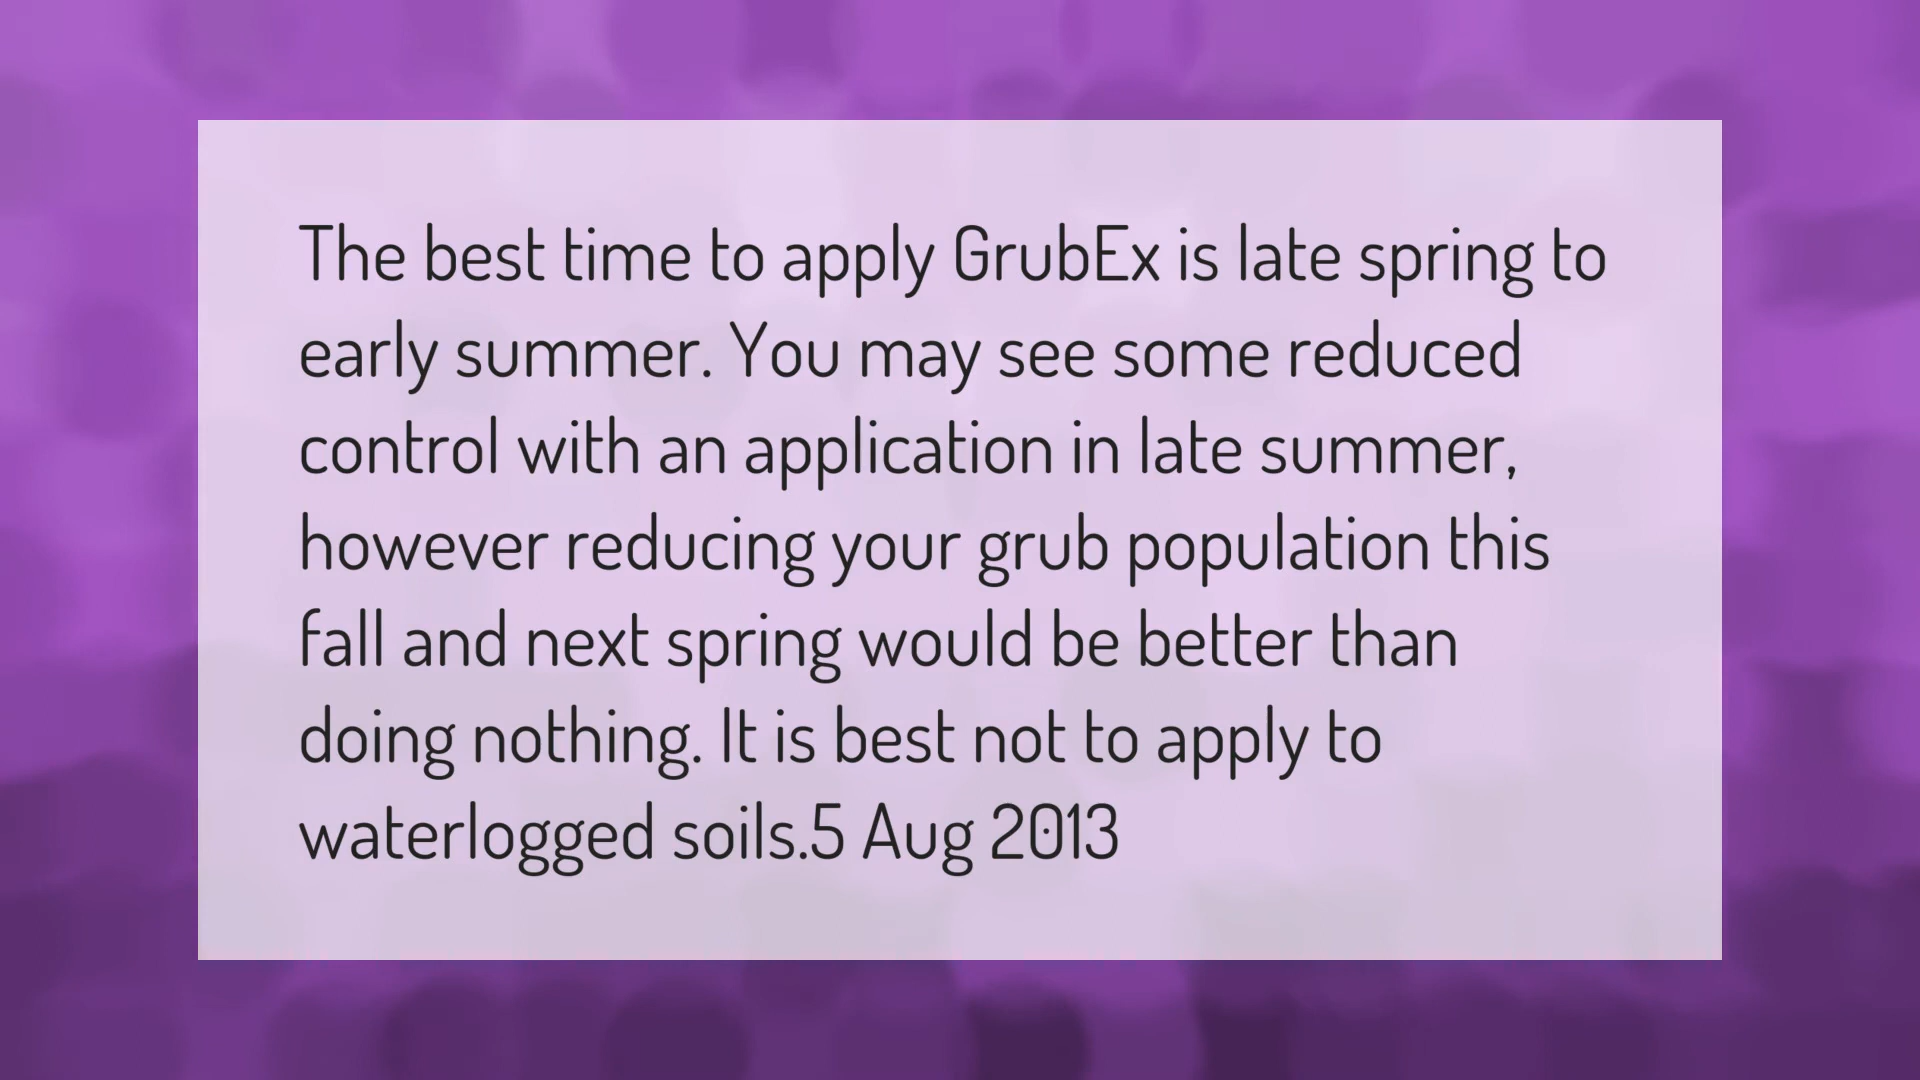 The best time to apply GrubEx is late spring to
early summer. You may see some reduced
control with an application in late summer,
however reducing your grub population this
fall and next spring would be better than
doing nothing. It is best not to apply to
waterlogged soils.5 Aug 2013